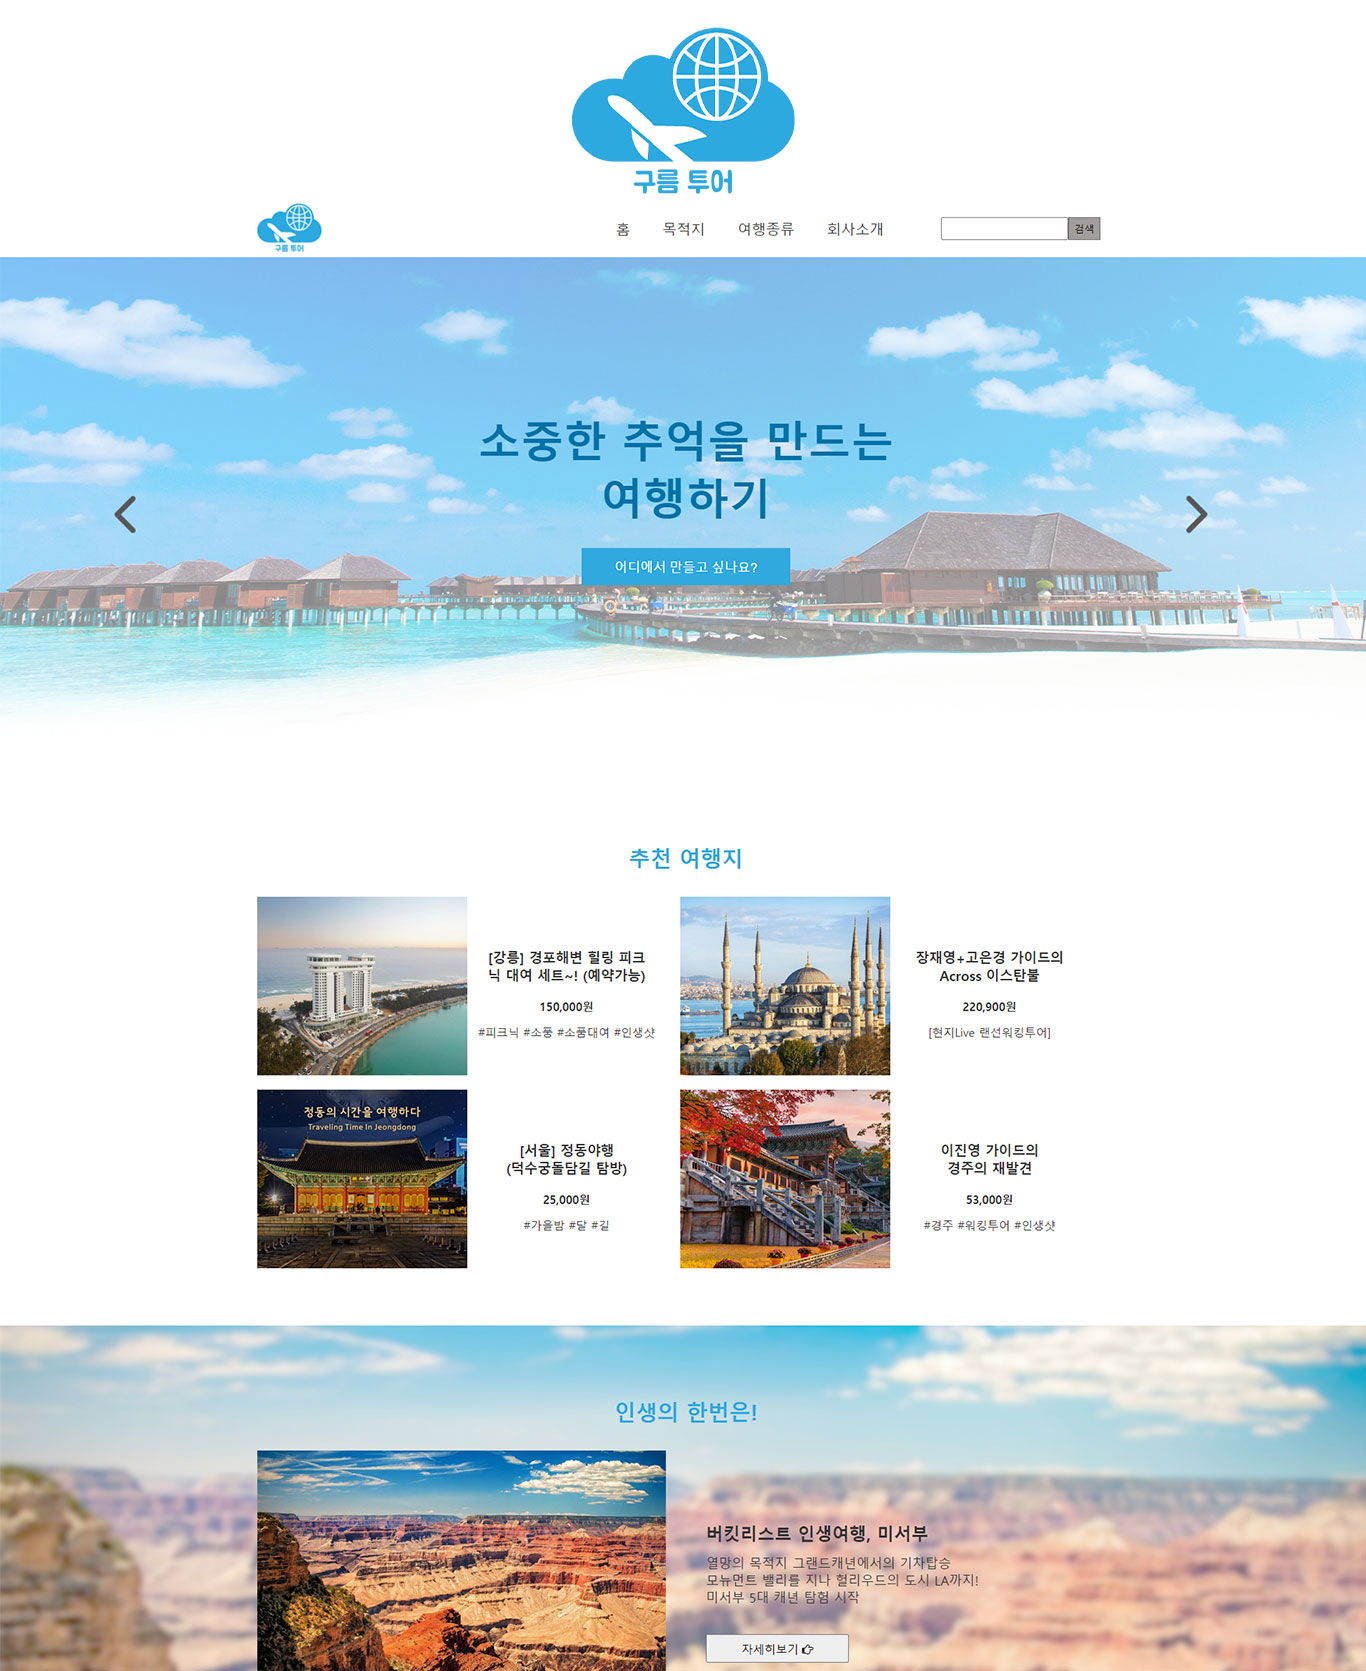 구름 투어
구름 투어
홈 목적지 여행종류 회사소개 검색
소중한 추억을 만드는
여행하기
어디에서 만들고 싶나요?
추천 여행지
[강릉] 경포해변 힐링 피크
닉 대여 세트~! (예약가능)
150,000원
#피크닉 #소풍 #소품대여 #인생샷
장재영+고은경 가이드의
Across 이스탄불
220,900원
[현지Live 랜선워킹투어]
정동의 시간을 여행하다
Traveling Time In Jeongdong
[서울] 정동야행
(덕수궁돌담길 탐방)
25,000원
#가을밤 #달 #길
이진영 가이드의
경주의 재발견
53,000원
#경주 #워킹투어 #인생샷
인생의 한번은!
버킷리스트 인생여행, 미서부
열망의 목적지 그랜드캐년에서의 기차탑승
모뉴먼트 밸리를 지나 헐리우드의 도시 LA까지!
미서부 5대 캐년 탐험 시작
자세히보기